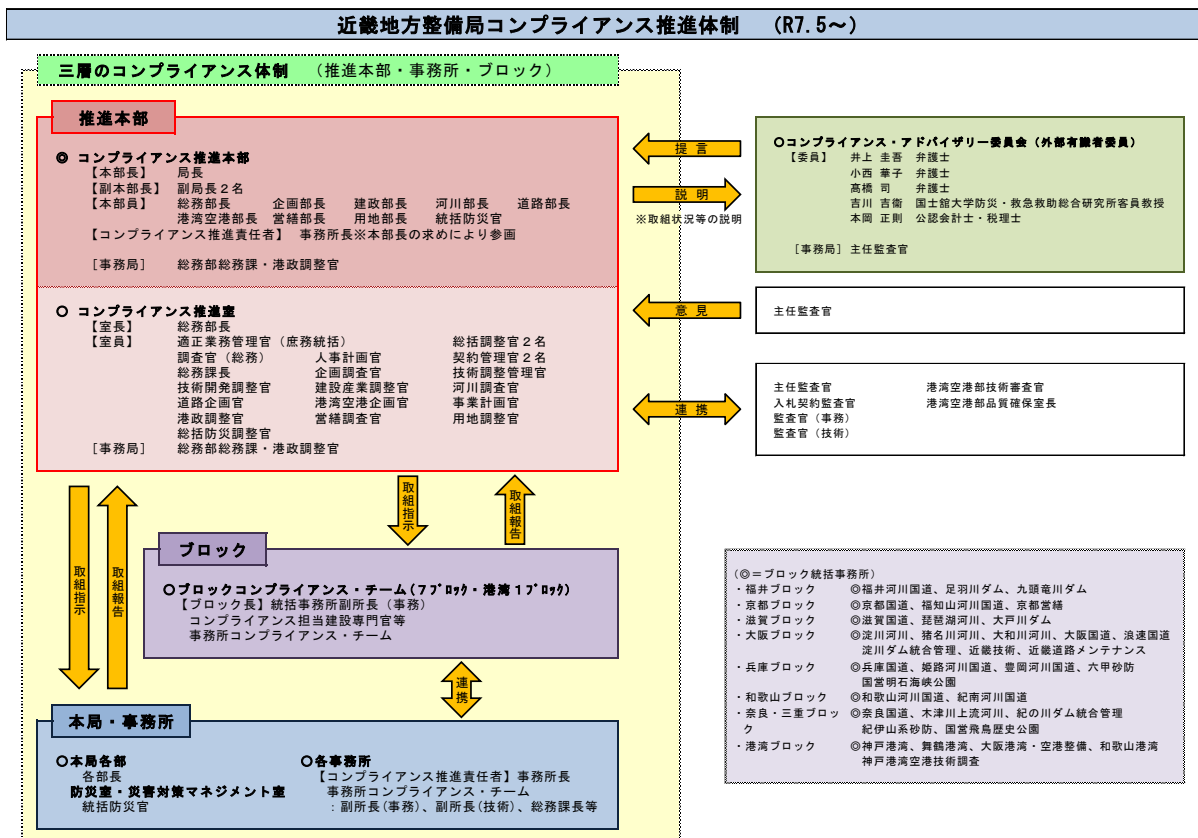 近畿地方整備局コンプライアンス推進体制　（R7.5～）
三層のコンプライアンス体制　（推進本部・事務所・ブロック）
推進本部
◎ コンプライアンス推進本部
【本部長】　局長
【副本部長】　副局長２名
【本部員】　総務部長　企画部長　建政部長　河川部長　道路部長
港湾空港部長　営繕部長　用地部長　統括防災官
【コンプライアンス推進責任者】　事務所長※本部長の求めにより参画
［事務局］　総務部総務課・港政調整官
○ コンプライアンス推進室
【室長】　総務部長
【室員】　適正業務管理官（庶務統括）　総括調整官２名
調査官（総務）　人事計画官　契約管理官２名
総務課長　企画調査官　技術調整管理官
技術開発調整官　建設産業調整官　河川調査官
道路企画官　港湾空港企画官　事業計画官
港政調整官　営繕調査官　用地調整官
総括防災調整官
［事務局］　総務部総務課・港政調整官
提言
説明
※取組状況等の説明
意見
連携
○コンプライアンス・アドバイザリー委員会（外部有識者委員）
【委員】　井上 圭吾　弁護士
小西 華子　弁護士
髙橋 司　弁護士
吉川 吉衞　国士舘大学防災・救急救助総合研究所客員教授
本岡 正則　公認会計士・税理士
［事務局］主任監査官
主任監査官
主任監査官　港湾空港部技術審査官
入札契約監査官　港湾空港部品質確保室長
監査官（事務）
監査官（技術）
取組指示
取組報告
取組指示
取組報告
ブロック
○ブロックコンプライアンス・チーム(７ﾌﾞﾛｯｸ・港湾１ﾌﾞﾛｯｸ)
【ブロック長】統括事務所副所長（事務）
コンプライアンス担当建設専門官等
事務所コンプライアンス・チーム
連携
本局・事務所
○本局各部
各部長
防災室・災害対策マネジメント室
統括防災官
○各事務所
【コンプライアンス推進責任者】事務所長
事務所コンプライアンス・チーム
：副所長(事務)、副所長(技術)、総務課長等
（◎＝ブロック統括事務所）
・福井ブロック　◎福井河川国道、足羽川ダム、九頭竜川ダム
・京都ブロック　◎京都国道、福知山河川国道、京都営繕
・滋賀ブロック　◎滋賀国道、琵琶湖河川、大戸川ダム
・大阪ブロック　◎淀川河川、猪名川河川、大和川河川、大阪国道、浪速国道
淀川ダム統合管理、近畿技術、近畿道路メンテナンス
・兵庫ブロック　◎兵庫国道、姫路河川国道、豊岡河川国道、六甲砂防
国営明石海峡公園
・和歌山ブロック　◎和歌山河川国道、紀南河川国道
・奈良・三重ブロッ　◎奈良国道、木津川上流河川、紀の川ダム統合管理
ク　紀伊山系砂防、国営飛鳥歴史公園
・港湾ブロック　◎神戸港湾、舞鶴港湾、大阪港湾・空港整備、和歌山港湾
神戸港湾空港技術調査